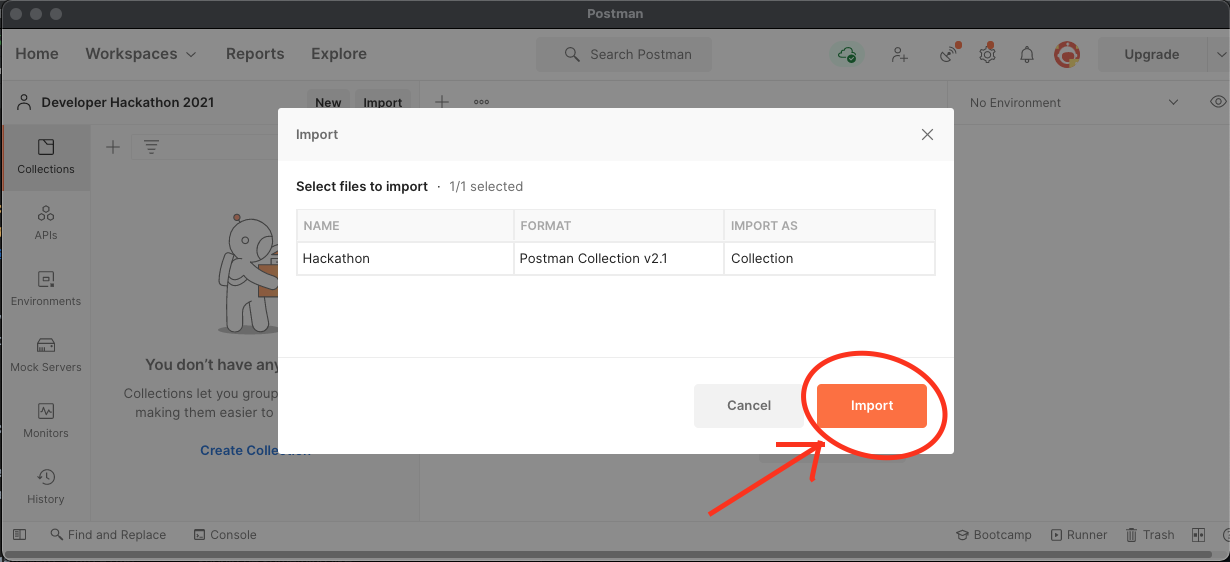 Postman
Home Workspaces Reports Explore Search Postman Upgrade
Developer Hackathon 2021 New Import No Environment
Import
Collections
Select files to import · 1/1 selected
NAME FORMAT IMPORT AS
APIs
Hackathon Postman Collection v2.1 Collection
Environments
You don't have any
Mock Servers
Collections let you group
Cancel Import
making them easier to
Monitors
Create Collection
History
Find and Replace Console Bootcamp Runner Trash